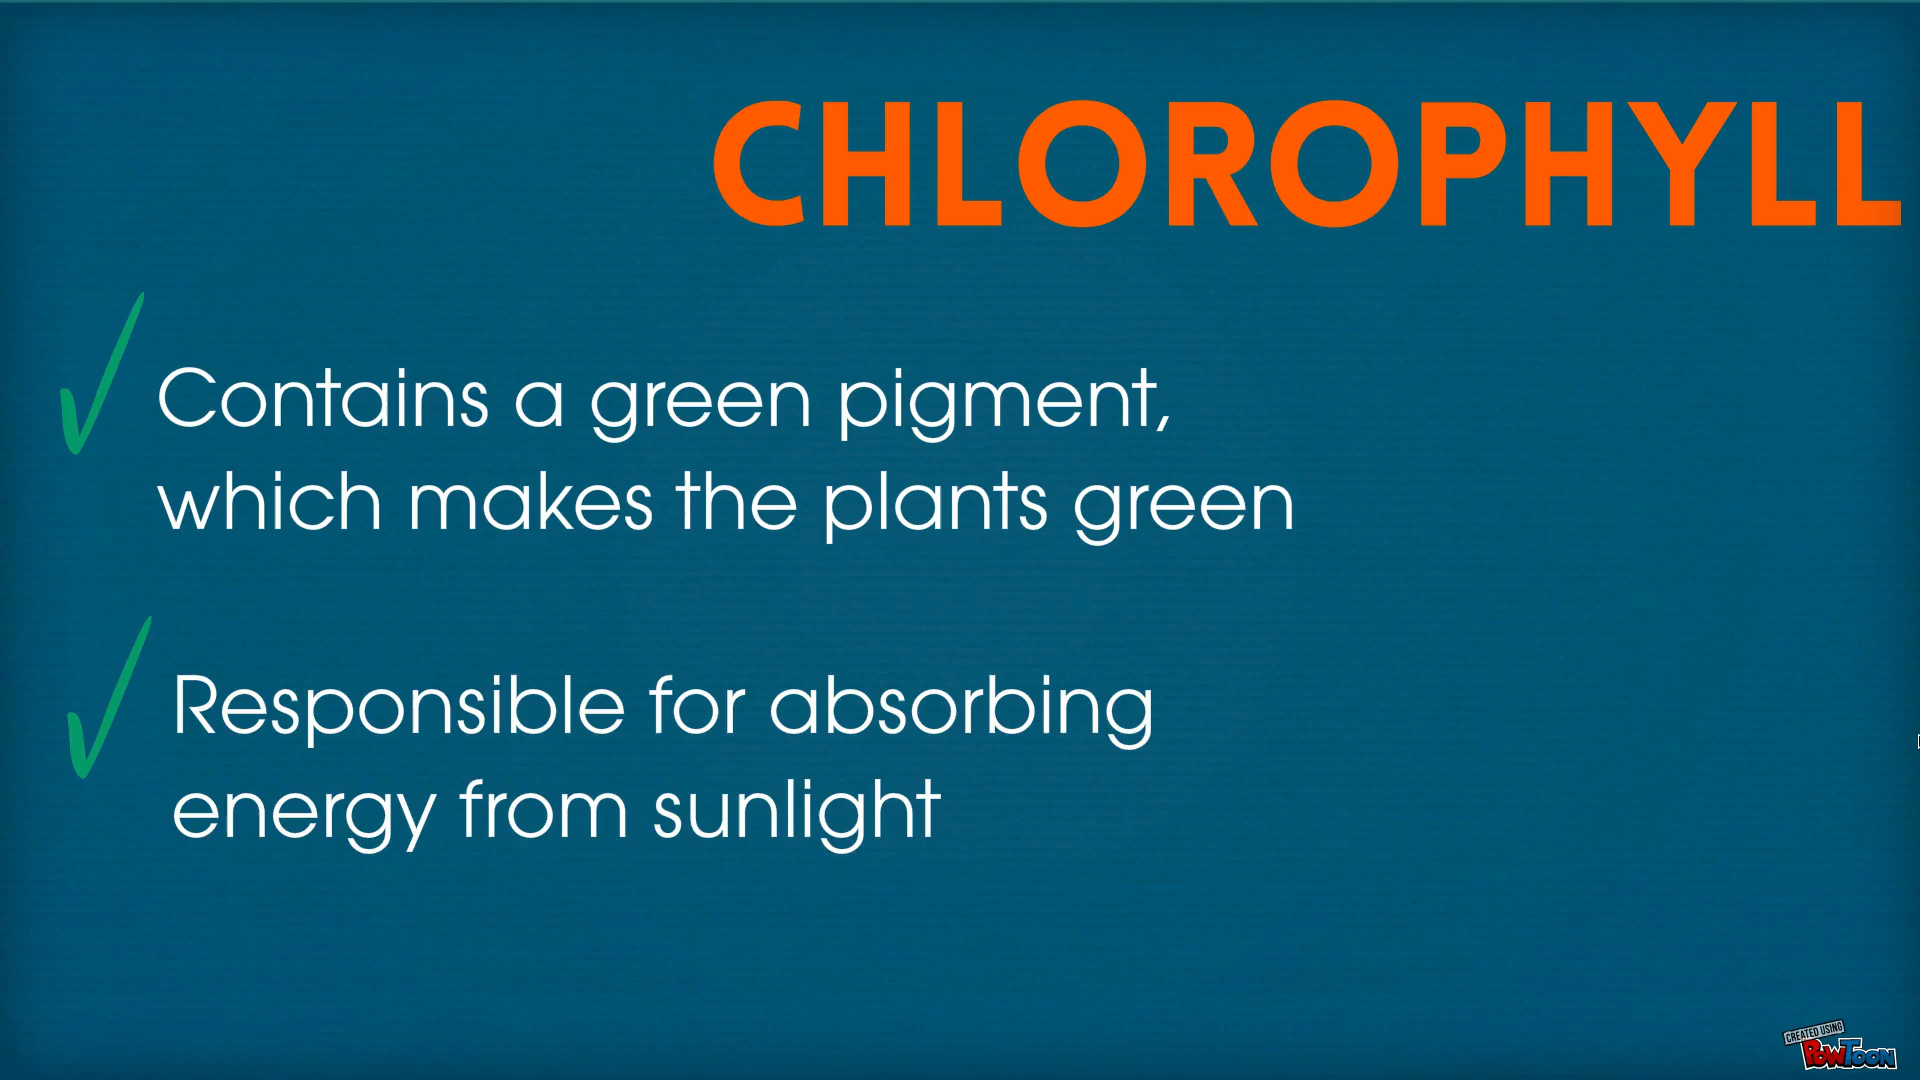 CHLOROPHYLL
Contains a green pigment,
which makes the plants green
Responsible for absorbing
energy from sunlight
CREATED USING
POWTOON